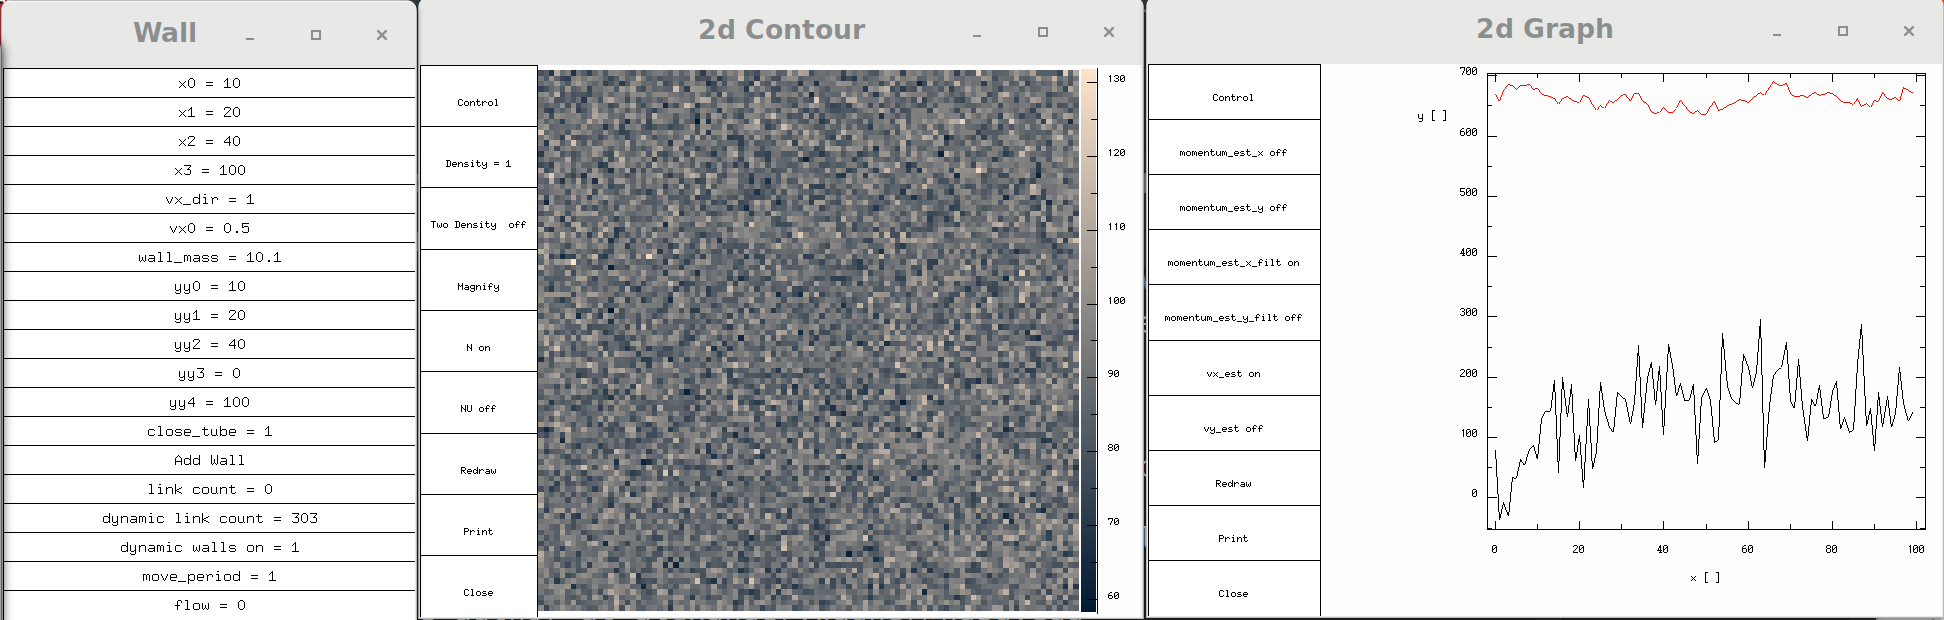 Wall
x0 = 10
x1 = 20
x2 = 40
x3 = 100
vx_dir = 1
vx0 = 0.5
wall_mass = 10.1
yy0 = 10
yy1 = 20
yy2 = 40
yy3 = 0
yy4 = 100
close_tube = 1
Add Wall
link count = 0
dynamic link count = 303
dynamic walls on = 1
move_period = 1
flow = 0
2d Contour
Control
Density = 1
Two Density off
Magnify
N on
NU off
Redraw
Print
Close
130
120
110
100
90
80
70
60
2d Graph
Control
momentum_est_x off
momentum_est_y off
momentum_est_x_filt on
momentum_est_y_filt off
vx_est on
vy_est off
Redraw
Print
Close
y [ ]
700
600
500
400
300
200
100
0
0 20 40 60 80 100
x [ ]